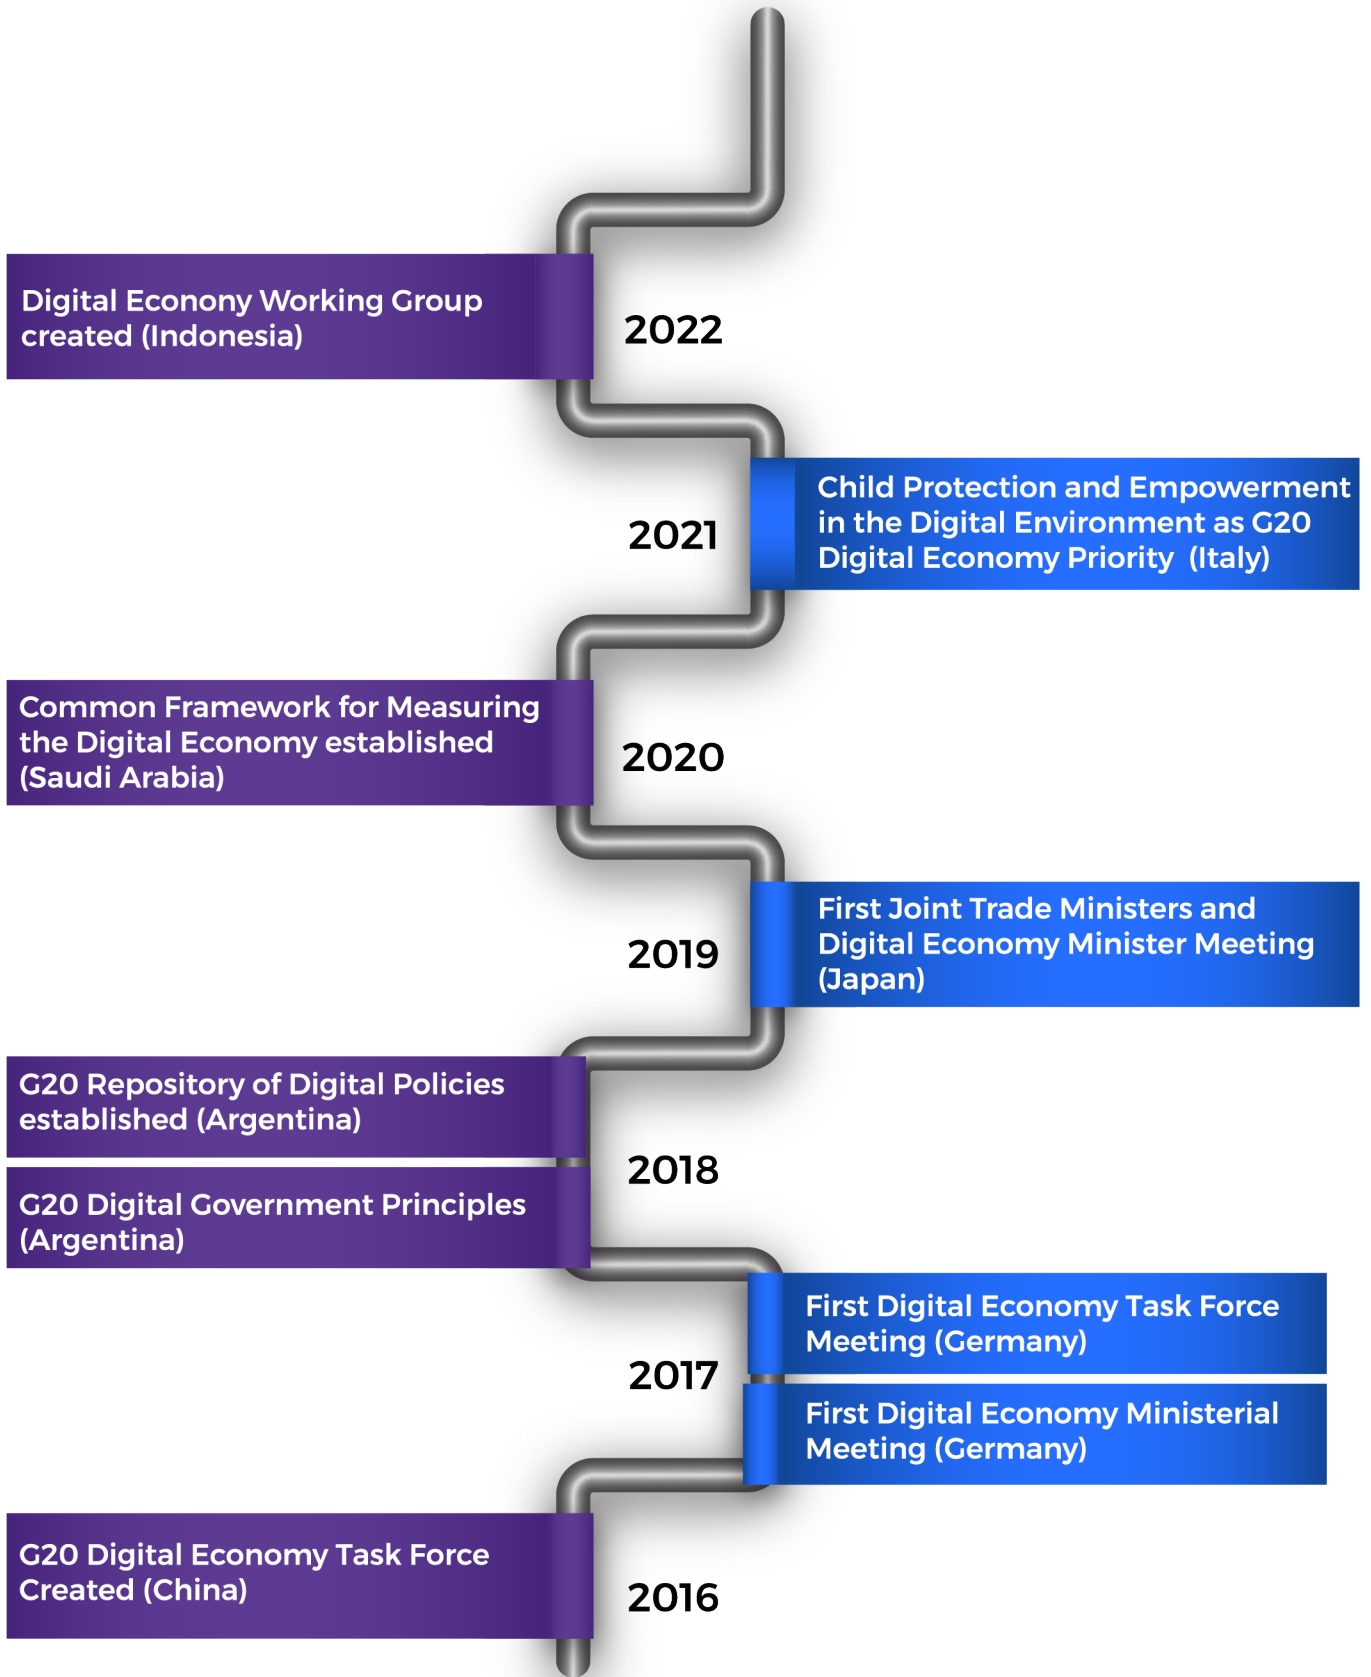 Digital Econony Working Group
created (Indonesia)
2022
Child Protection and Empowerment
in the Digital Environment as G20
Digital Economy Priority  (Italy)
2021
Common Framework for Measuring
the Digital Economy established
(Saudi Arabia)
2020
First Joint Trade Ministers and
Digital Economy Minister Meeting
(Japan)
2019
G20 Repository of Digital Policies
established (Argentina)
2018
G20 Digital Government Principles
(Argentina)
First Digital Economy Task Force
Meeting (Germany)
2017
First Digital Economy Ministerial
Meeting (Germany)
G20 Digital Economy Task Force
Created (China)
2016